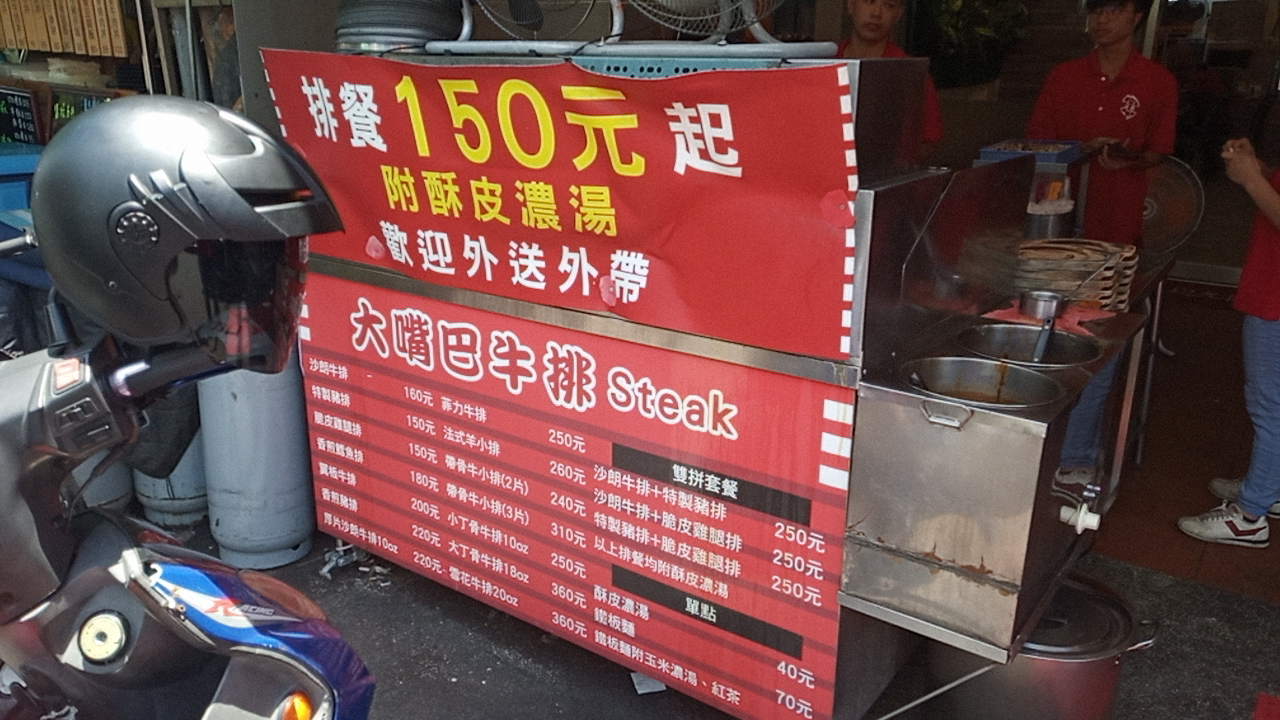 排餐150元起
附酥皮濃湯
歡迎外送外帶
大嘴巴牛排 Steak
沙朗牛排 160元
特製豬排 150元
脆皮雞腿排 150元
香煎鱈魚排 180元
翼板牛排 200元
香煎豬排 220元
厚片沙朗牛排10oz 220元
菲力牛排 250元
法式羊小排 260元
帶骨牛小排(2片) 240元
帶骨牛小排(3片) 310元
小丁骨牛排10oz 250元
大丁骨牛排18oz 360元
雲花牛排20oz 360元
雙拼套餐
沙朗牛排+特製豬排 250元
沙朗牛排+脆皮雞腿排 250元
特製豬排+脆皮雞腿排 250元
以上排餐均附酥皮濃湯
單點
酥皮濃湯 40元
鐵板麵 70元
鐵板麵附玉米濃湯、紅茶
RACING